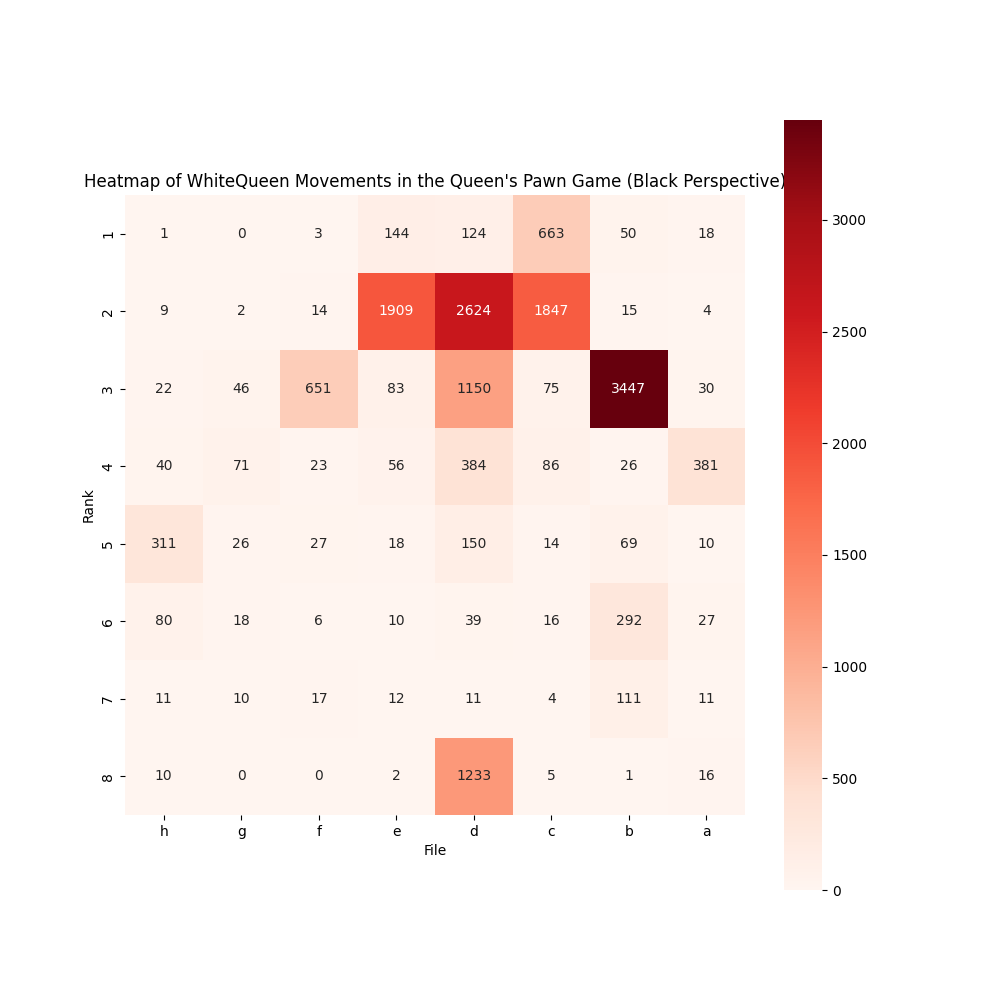 Heatmap of WhiteQueen Movements in the Queen's Pawn Game (Black Perspective)
1 1 0 3 144 124 663 50 18
2 9 2 14 1909 2624 1847 15 4
3 22 46 651 83 1150 75 3447 30
4 40 71 23 56 384 86 26 381
Rank
5 311 26 27 18 150 14 69 10
6 80 18 6 10 39 16 292 27
7 11 10 17 12 11 4 111 11
8 10 0 0 2 1233 5 1 16
h g f e d c b a
File
3000
2500
2000
1500
1000
500
0